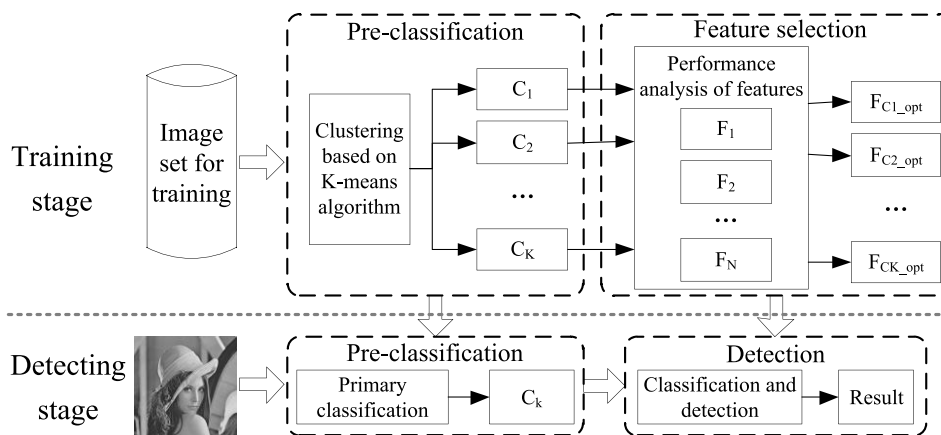 Pre-classification
Feature selection
Training
stage
Image
set for
training
Clustering
based on
K-means
algorithm
C1
C2
...
CK
Performance
analysis of features
F1
F2
...
FN
FC1_opt
FC2_opt
...
FCK_opt
Detecting
stage
Pre-classification
Primary
classification
Ck
Detection
Classification and
detection
Result